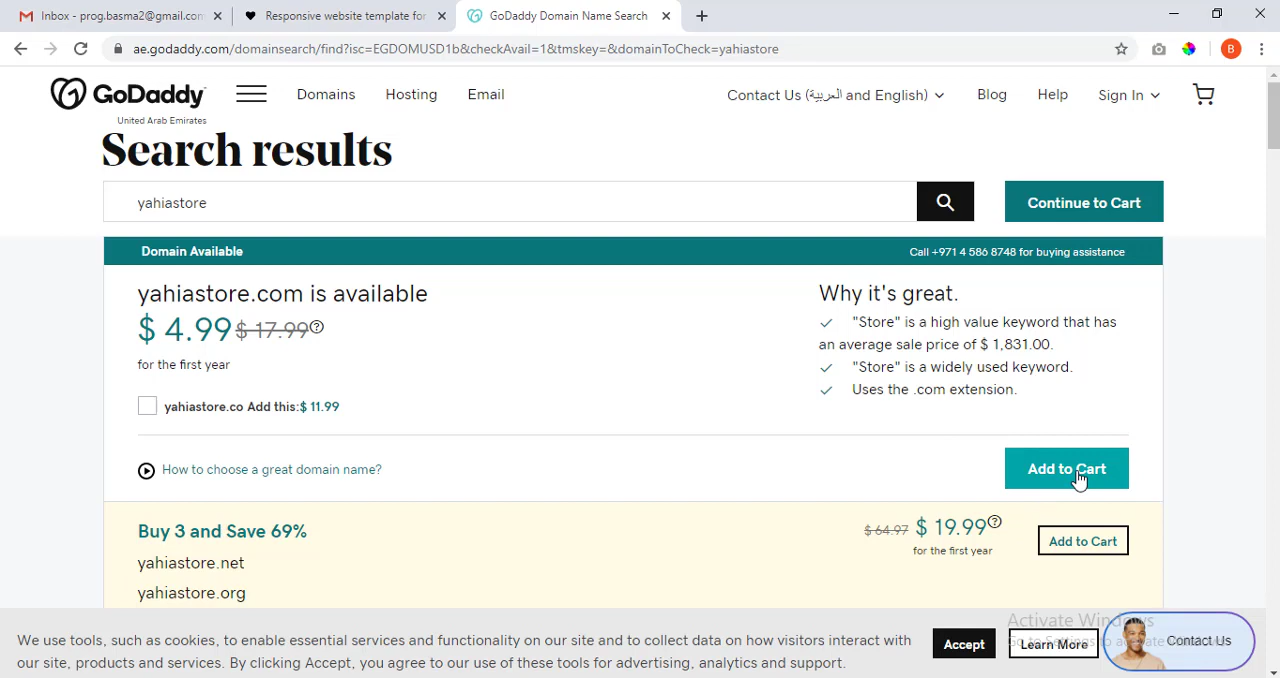 Inbox - prog.basma2@gmail.com
Responsive website template for
GoDaddy Domain Name Search
ae.godaddy.com/domainsearch/find?isc=EGDOMUSD1b&checkAvail=1&tmskey=&domainToCheck=yahiastore
B
GoDaddy
United Arab Emirates
Domains
Hosting
Email
Contact Us (العربية and English)
Blog
Help
Sign In
Search results
yahiastore
Continue to Cart
Domain Available
Call +971 4 586 8748 for buying assistance
yahiastore.com is available
$ 4.99 $ 17.99
for the first year
yahiastore.co Add this:$ 11.99
Why it's great.
"Store" is a high value keyword that has
an average sale price of $ 1,831.00.
"Store" is a widely used keyword.
Uses the .com extension.
How to choose a great domain name?
Add to Cart
Buy 3 and Save 69%
yahiastore.net
yahiastore.org
$ 64.97 $ 19.99
for the first year
Add to Cart
We use tools, such as cookies, to enable essential services and functionality on our site and to collect data on how visitors interact with
our site, products and services. By clicking Accept, you agree to our use of these tools for advertising, analytics and support.
Accept
Learn More
Activate Windows
Go to Settings to activate
Contact Us